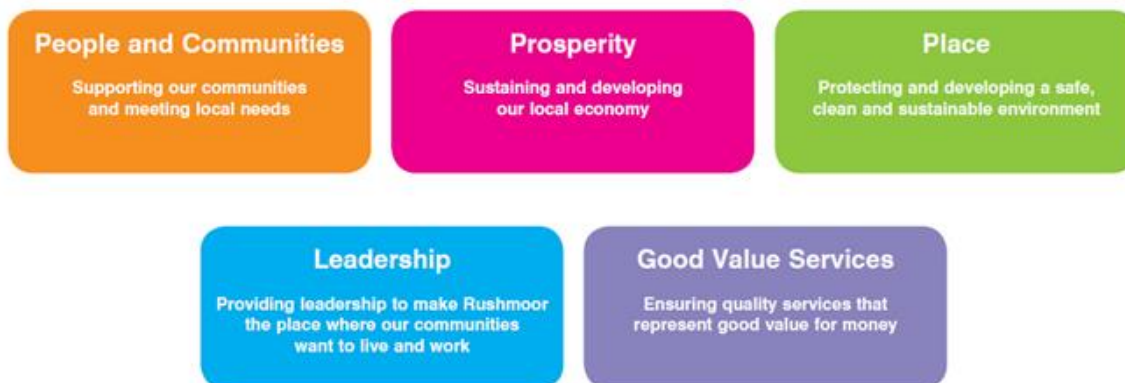 People and Communities
Supporting our communities
and meeting local needs
Prosperity
Sustaining and developing
our local economy
Place
Protecting and developing a safe,
clean and sustainable environment
Leadership
Providing leadership to make Rushmoor
the place where our communities
want to live and work
Good Value Services
Ensuring quality services that
represent good value for money